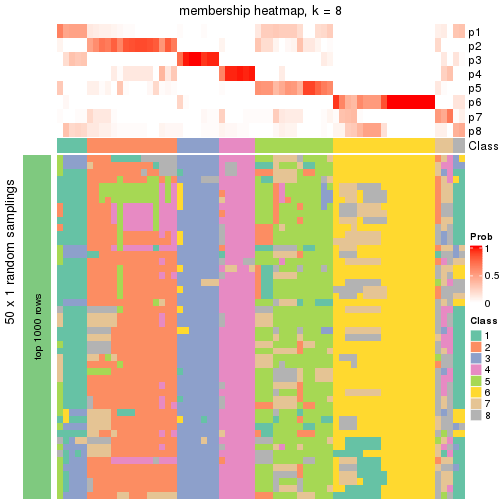 membership heatmap, k = 8
p1
p2
p3
p4
p5
p6
p7
p8
Class
50 x 1 random samplings
top 1000 rows
Prob
1
0.5
0
Class
1
2
3
4
5
6
7
8